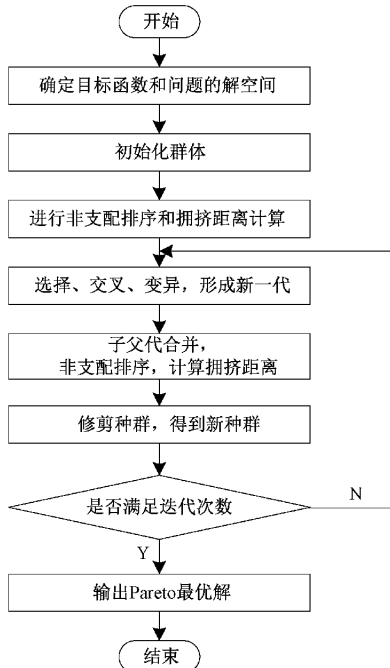 开始
确定目标函数和问题的解空间
初始化群体
进行非支配排序和拥挤距离计算
选择、交叉、变异，形成新一代
子父代合并，
非支配排序，计算拥挤距离
修剪种群，得到新种群
是否满足迭代次数
N
Y
输出Pareto最优解
结束